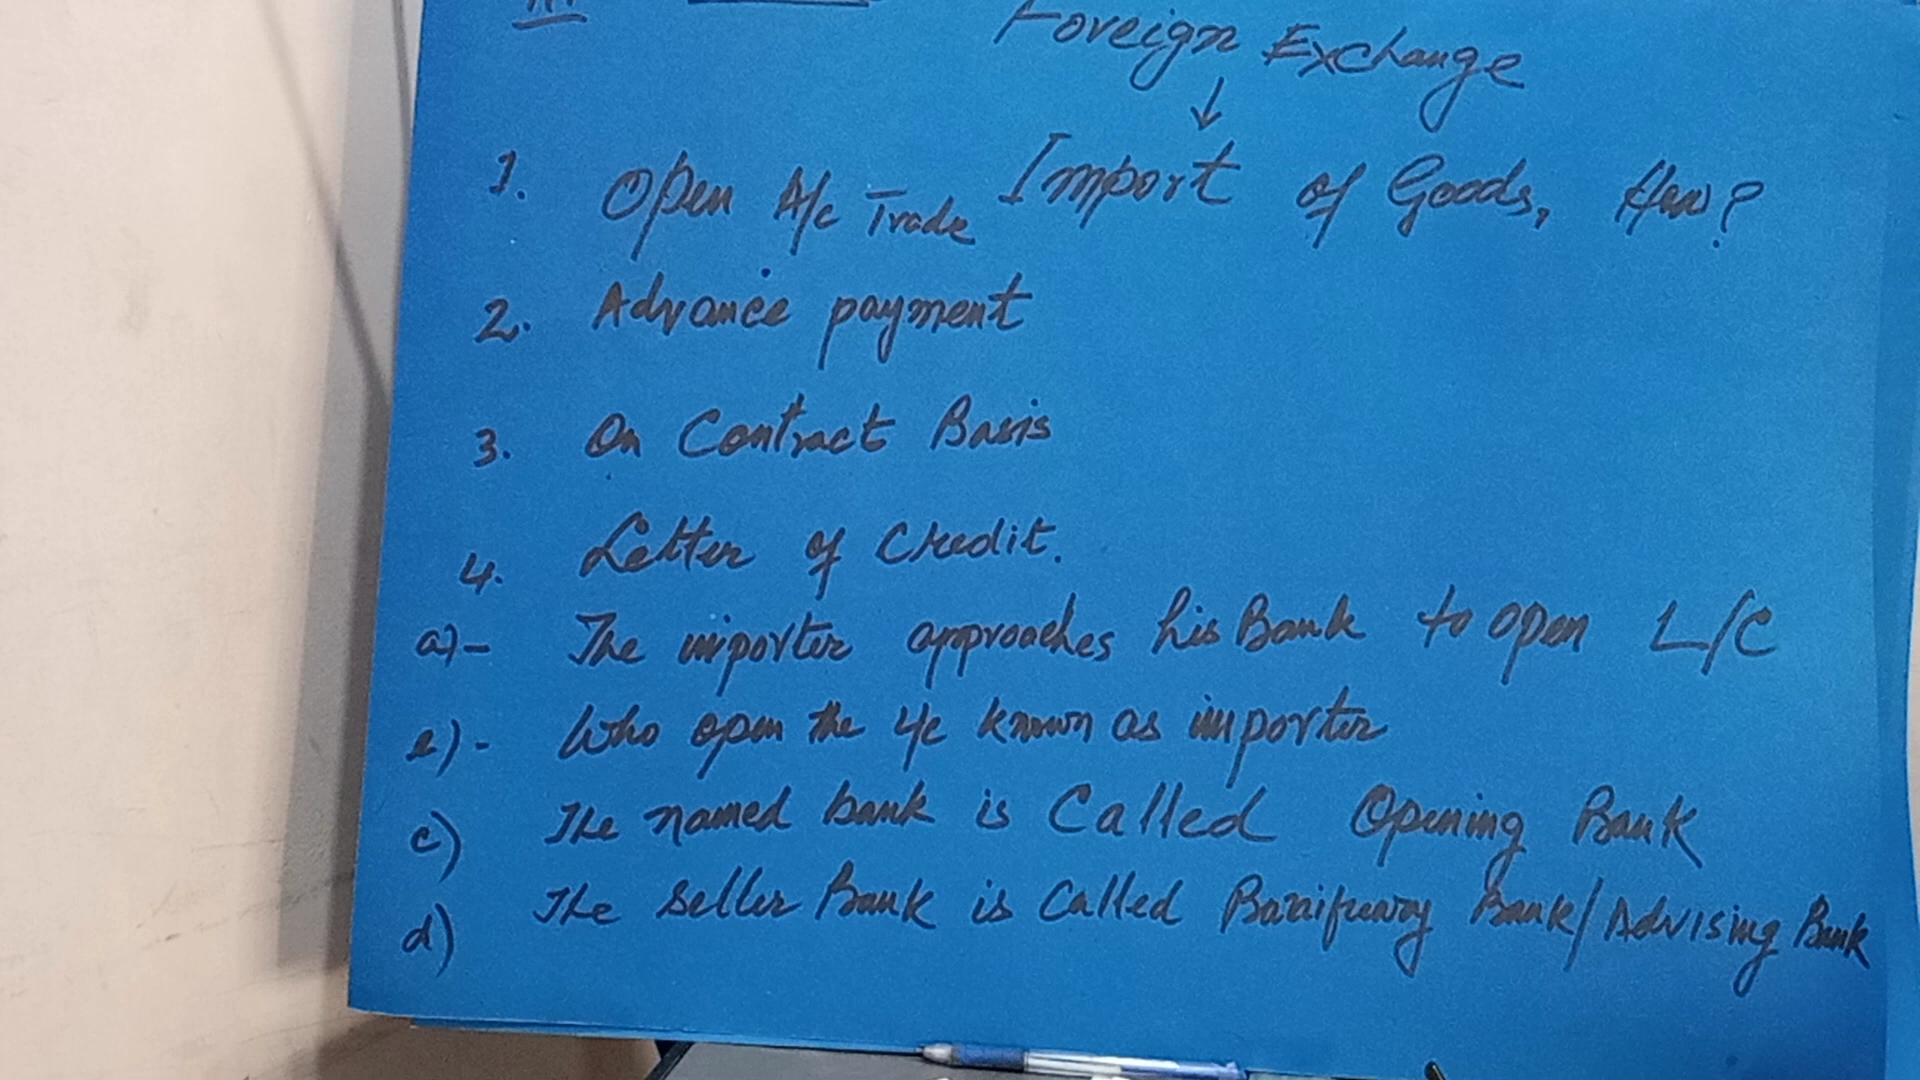 Foreign Exchange
↓
Import of Goods, How?
1. Open A/c Trade
2. Advance payment
3. On Contract Basis
4. Letter of Credit.
a)- The importer approaches his Bank to open L/C
e)- Who open the L/c known as importer
c) The named bank is Called Opening Bank
d) The Seller Bank is Called Bank/Advising Bank